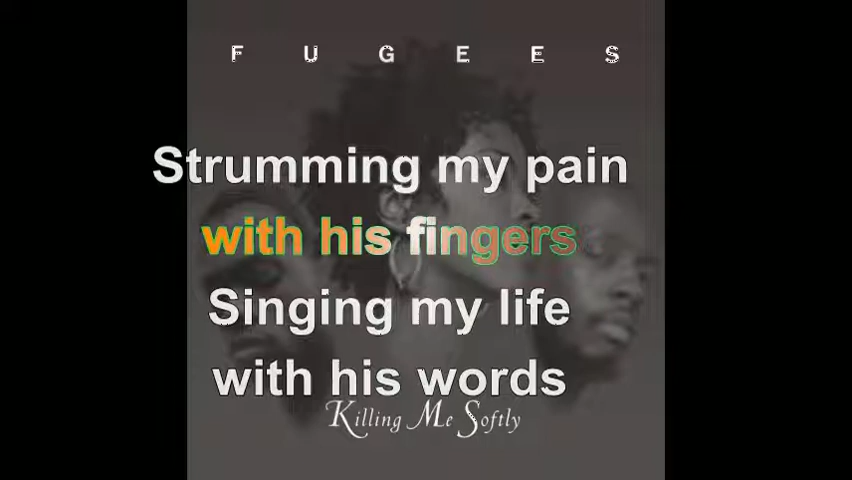 F U G E E S
Strumming my pain
with his fingers
Singing my life
with his words
Killing Me Softly